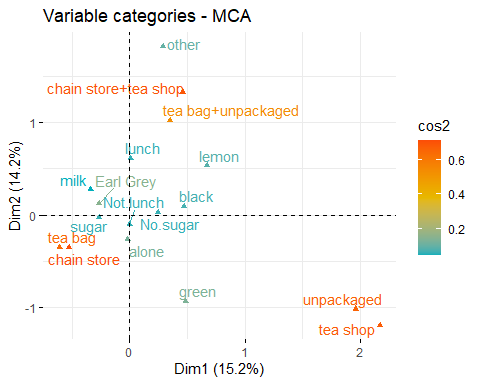 Variable categories - MCA
other
chain store+tea shop
tea bag+unpackaged
cos2
1
lunch
lemon
0.6
milk
Earl Grey
0.4
Not.lunch
black
0.2
0
sugar
No.sugar
tea bag
alone
chain store
green
unpackaged
-1
tea shop
0
1
2
Dim1 (15.2%)
Dim2 (14.2%)